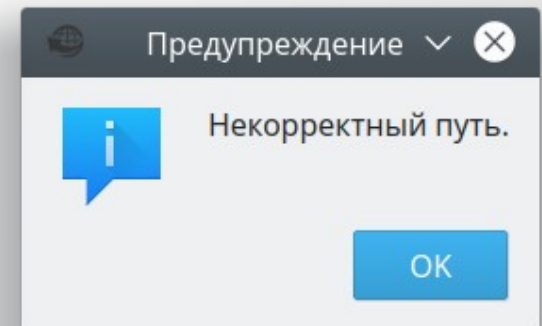 Предупреждение
Некорректный путь.
OK